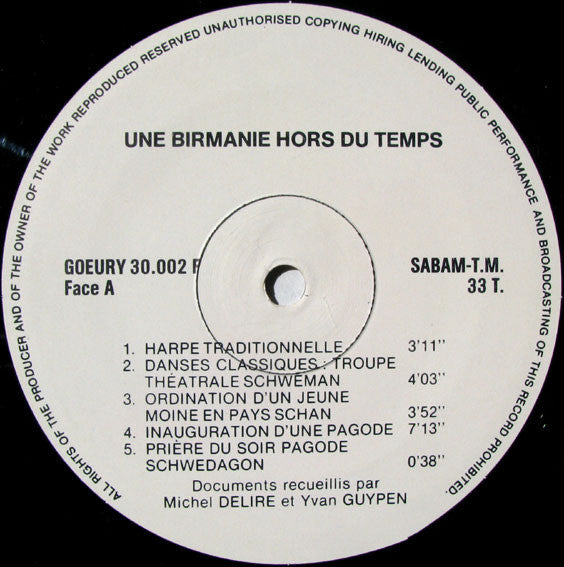 ALL RIGHTS OF THE PRODUCER AND OF THE OWNER OF THE WORK REPRODUCED RESERVED UNAUTHORISED COPYING HIRING LENDING PUBLIC PERFORMANCE AND BROADCASTING OF THIS RECORD PROHIBITED.
UNE BIRMANIE HORS DU TEMPS
GOEURY 30.002 F
Face A
SABAM-T.M.
33 T.
1. HARPE TRADITIONNELLE 3'11''
2. DANSES CLASSIQUES : TROUPE
THÉATRALE SCHWEMAN 4'03''
3. ORDINATION D'UN JEUNE
MOINE EN PAYS SCHAN 3'52''
4. INAUGURATION D'UNE PAGODE 7'13''
5. PRIÈRE DU SOIR PAGODE
SCHWEDAGON 0'38''
Documents recueillis par
Michel DELIRE et Yvan GUYPEN